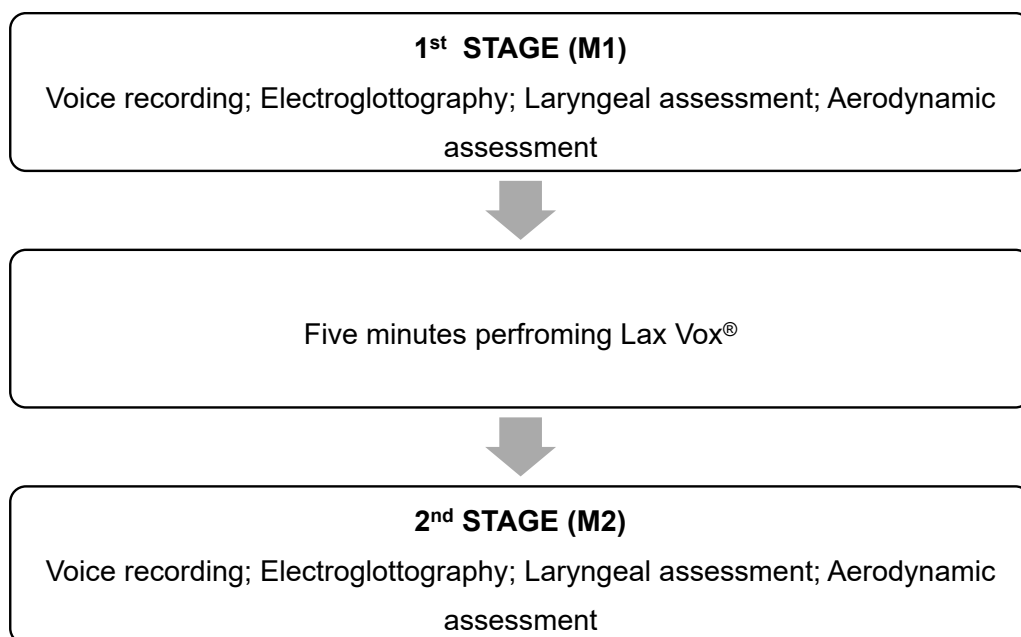 1st STAGE (M1)
Voice recording; Electroglottography; Laryngeal assessment; Aerodynamic
assessment
Five minutes perfroming Lax Vox®
2nd STAGE (M2)
Voice recording; Electroglottography; Laryngeal assessment; Aerodynamic
assessment